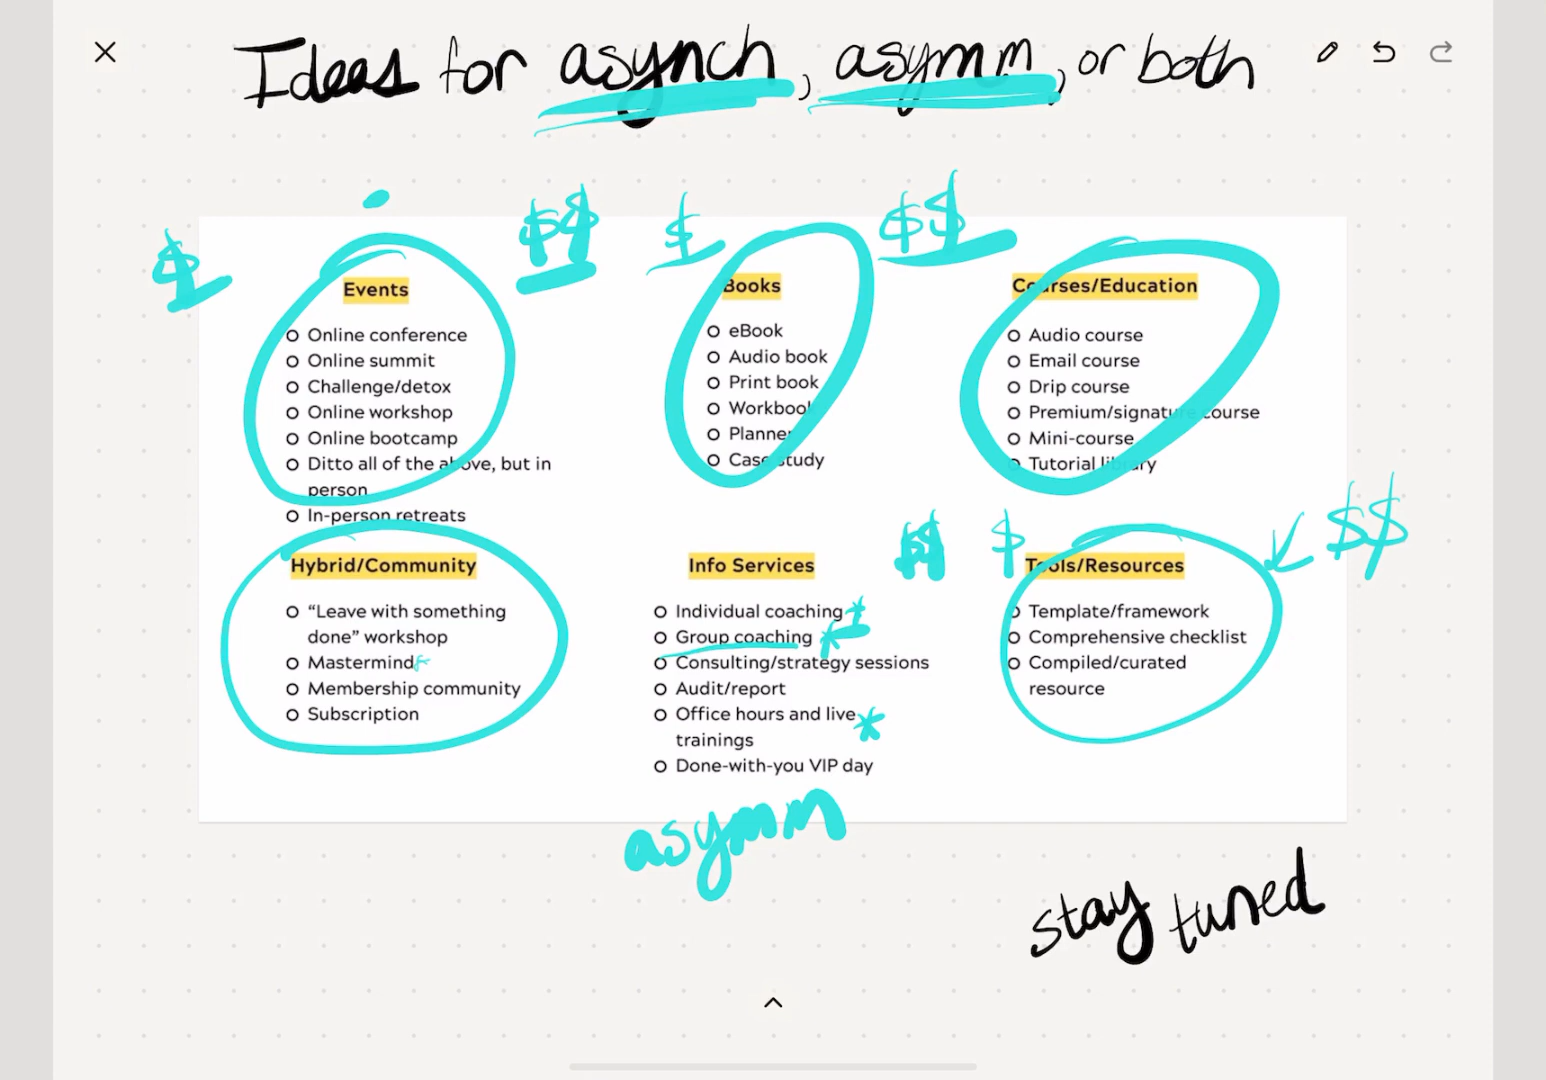 Ideas for asynch, asymm, or both
$
$$
$
$$
Events
Online conference
Online summit
Challenge/detox
Online workshop
Online bootcamp
Ditto all of the above, but in
person
In-person retreats
Books
eBook
Audio book
Print book
Workbook
Planner
Case study
Courses/Education
Audio course
Email course
Drip course
Premium/signature course
Mini-course
Tutorial library
Hybrid/Community
“Leave with something
done” workshop
Mastermind
Membership community
Subscription
Info Services
Individual coaching
Group coaching
Consulting/strategy sessions
Audit/report
Office hours and live
trainings
Done-with-you VIP day
asymm
$$
$
$$
Tools/Resources
Template/framework
Comprehensive checklist
Compiled/curated
resource
stay tuned